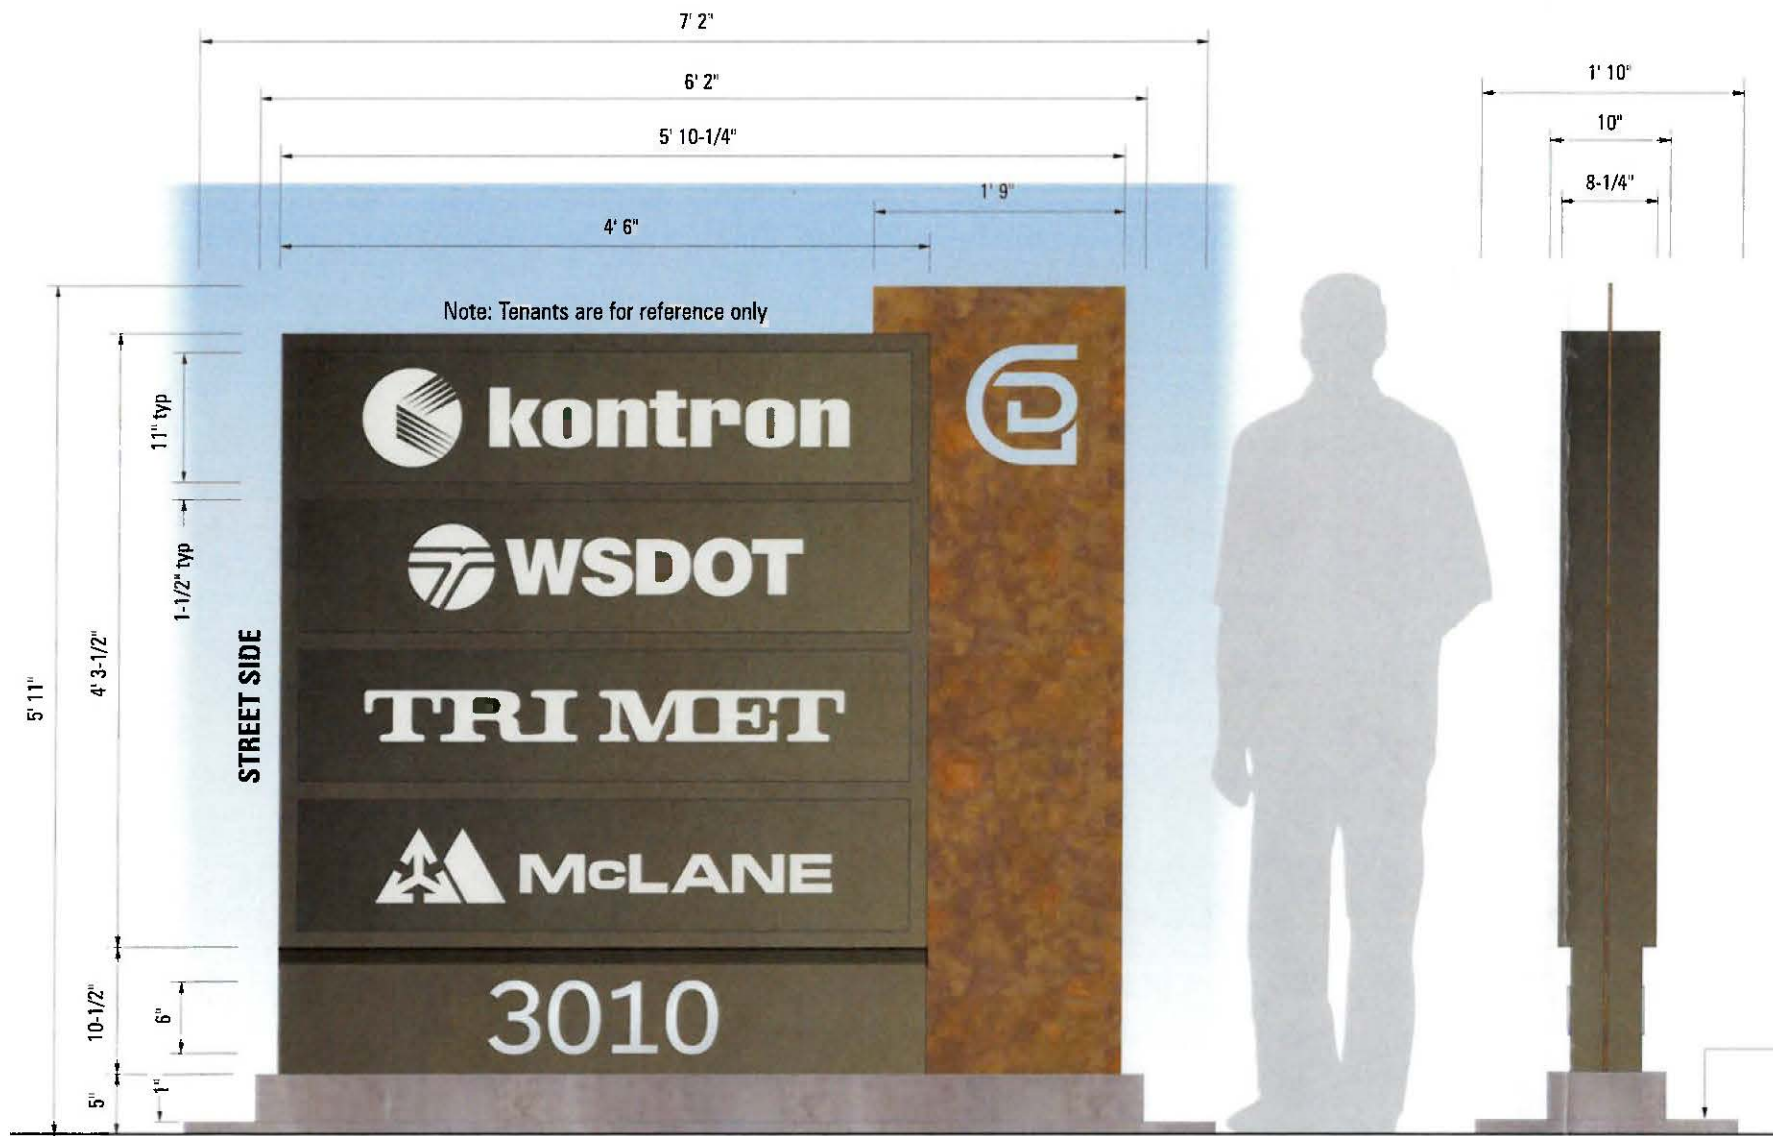 7' 2"
6' 2"
1' 10"
5' 10-1/4"
10"
1' 9"
8-1/4"
4' 6"
Note: Tenants are for reference only
kontron
11" typ
WSDOT
1-1/2" typ
STREET SIDE
4' 3-1/2"
5' 11"
TRI MET
McLANE
3010
10-1/2"
6"
5"
1"